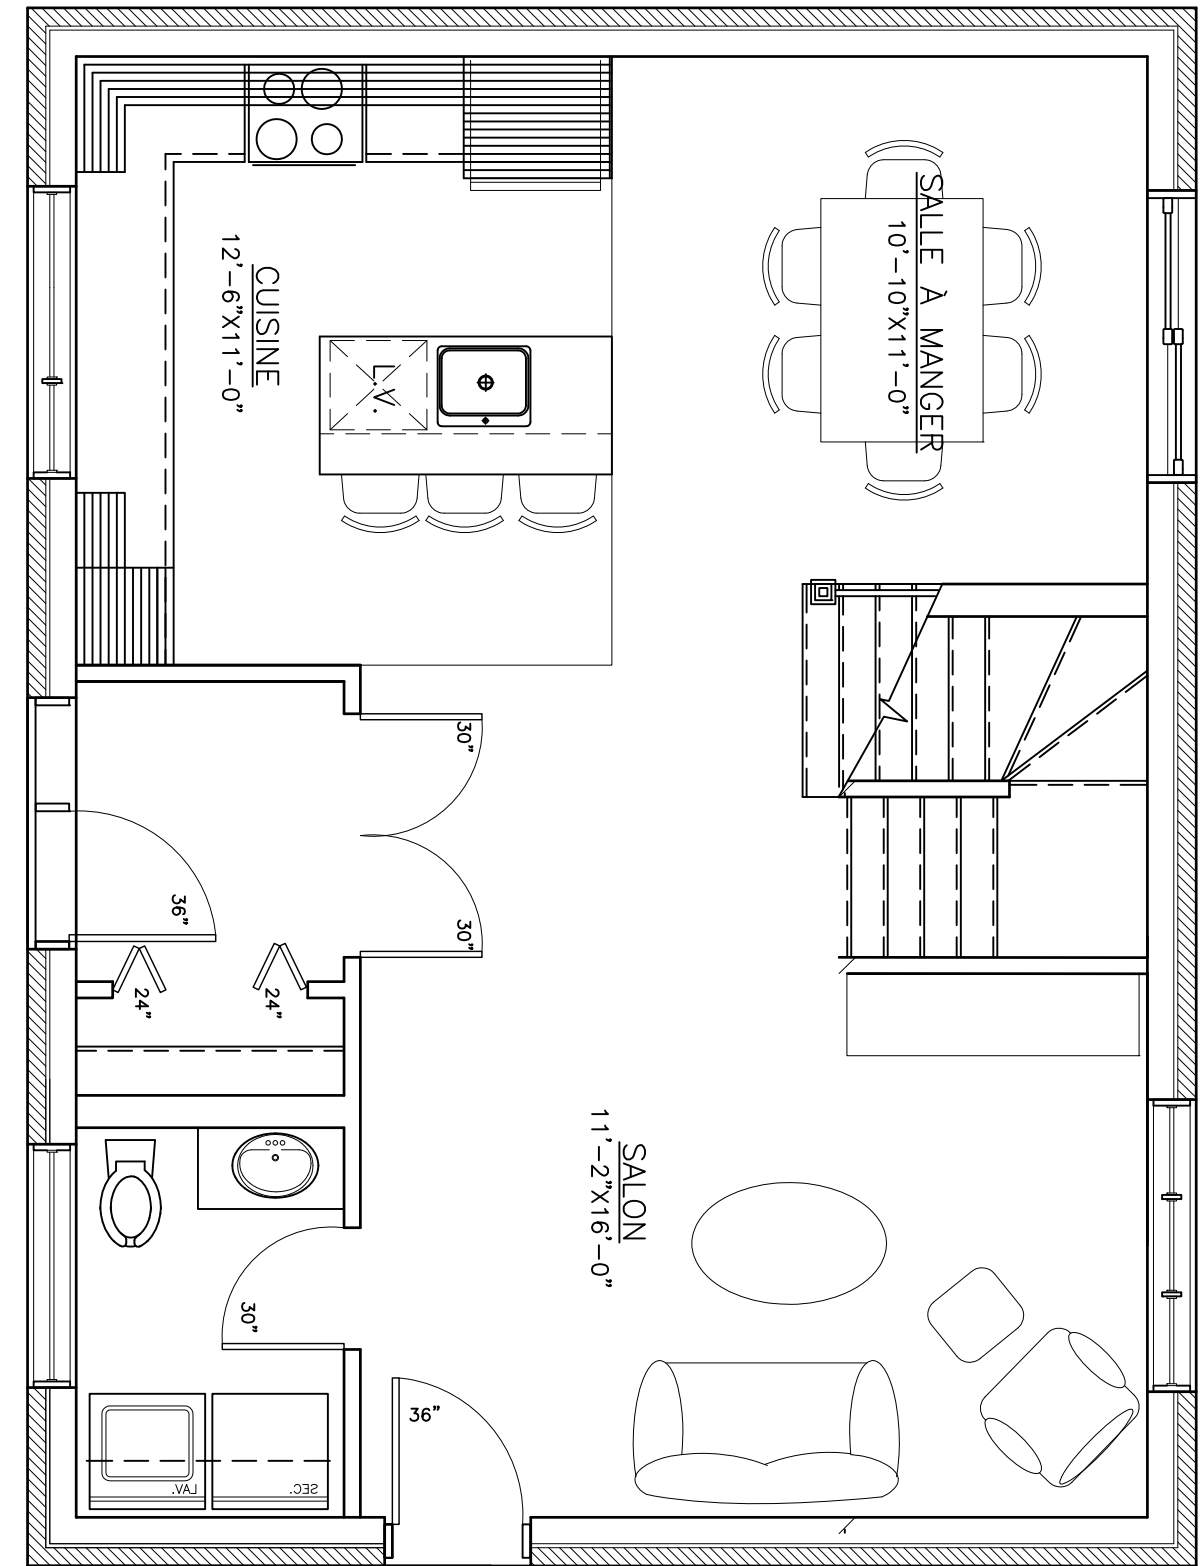 SALLE À MANGER
10'-10"X11'-0"
CUISINE
12'-6"X11'-0"
L.V.
30"
30"
36"
24"
24"
SALON
11'-2"X16'-0"
30"
36"
LAV.
SEC.